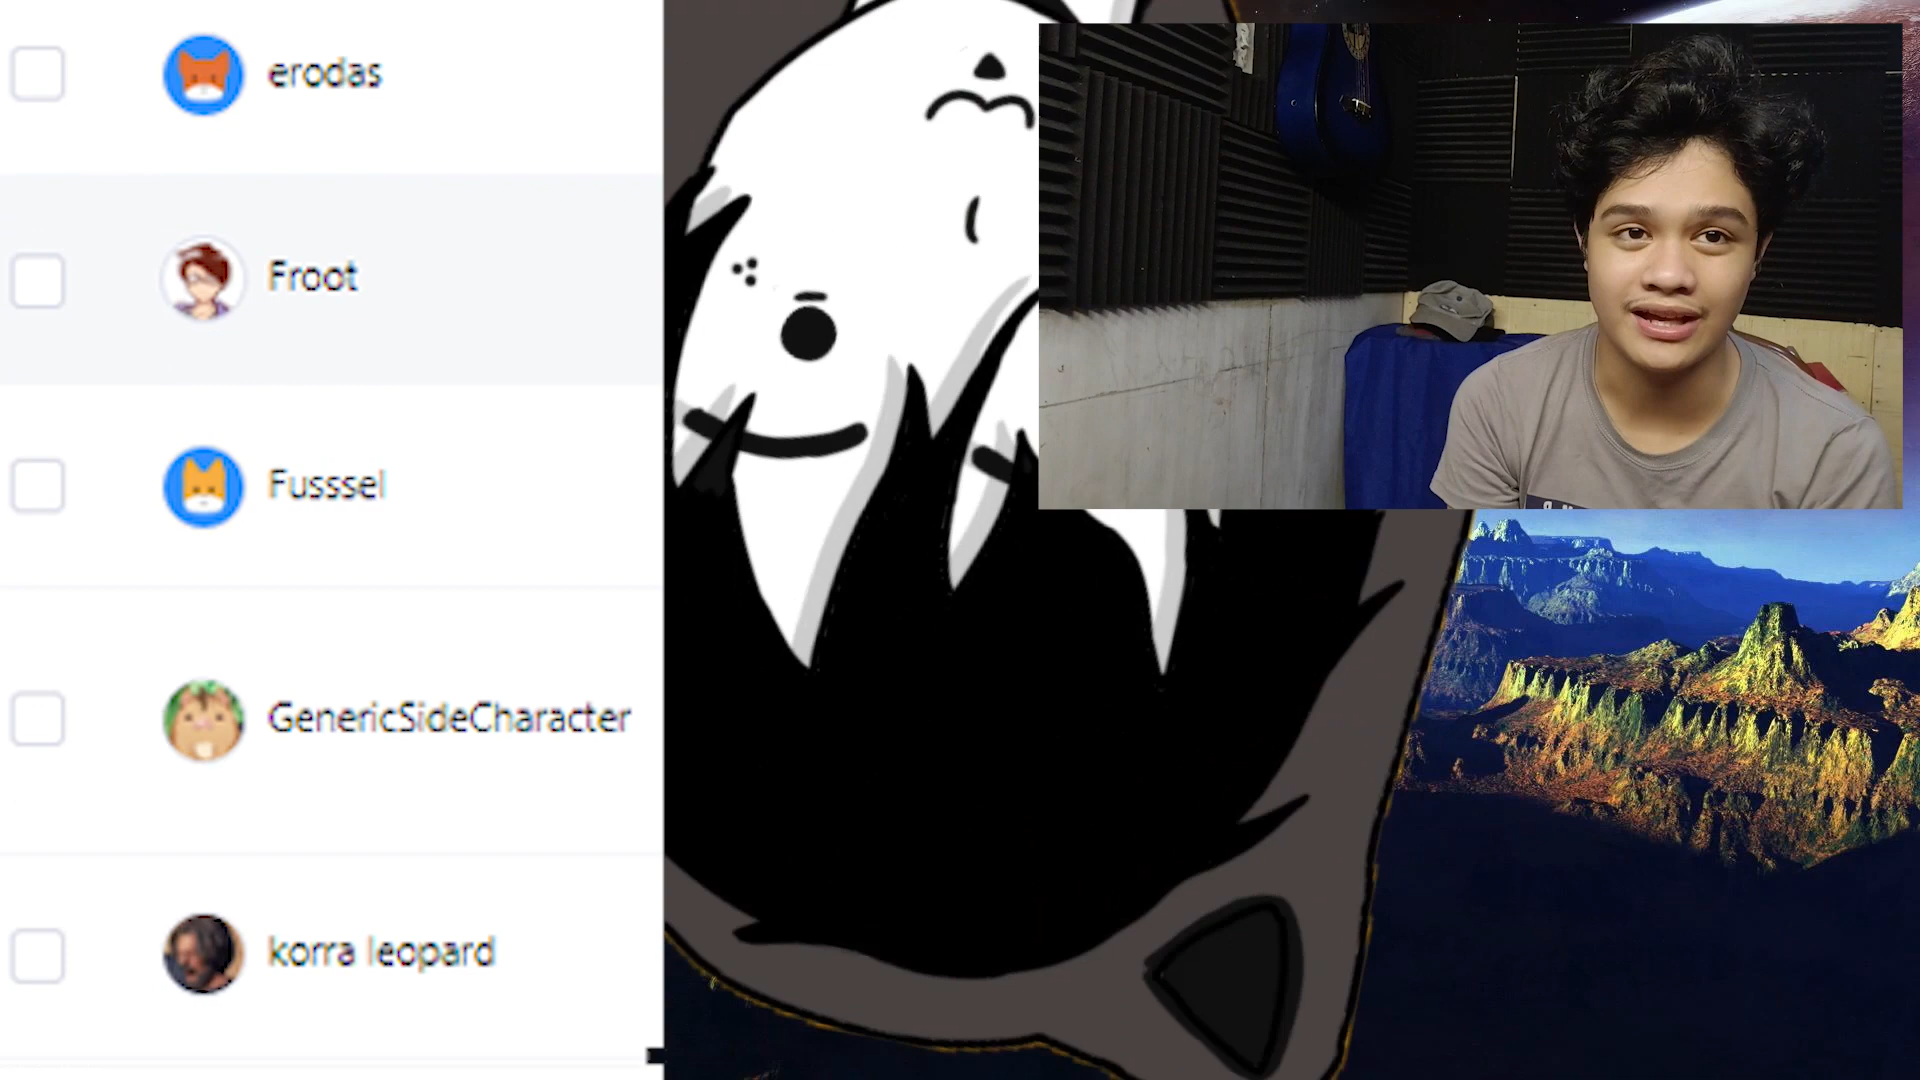 erodas
Froot
Fusssel
GenericSideCharacter
korra leopard